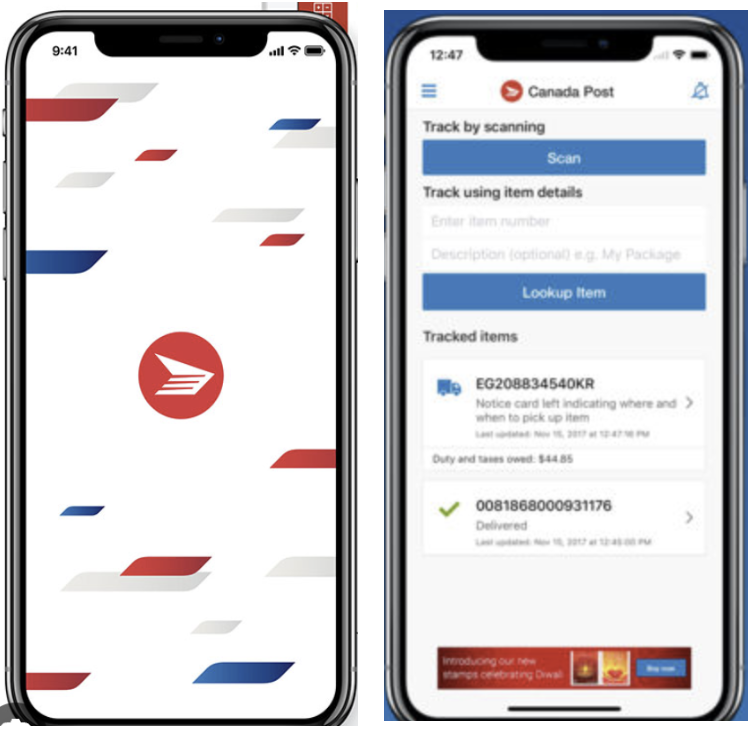 9:41
12:47
Canada Post
Track by scanning
Scan
Track using item details
Enter item number
Description (optional) e.g. My Package
Lookup Item
Tracked items
EG208834540KR
Notice card left indicating where and
when to pick up item
Last updated: Nov 15, 2017 at 12:47:16 PM
Duty and taxes owed: $44.85
0081868000931176
Delivered
Last updated: Nov 15, 2017 at 12:45:00 PM
Introducing our new
stamps celebrating Diwali
Buy now